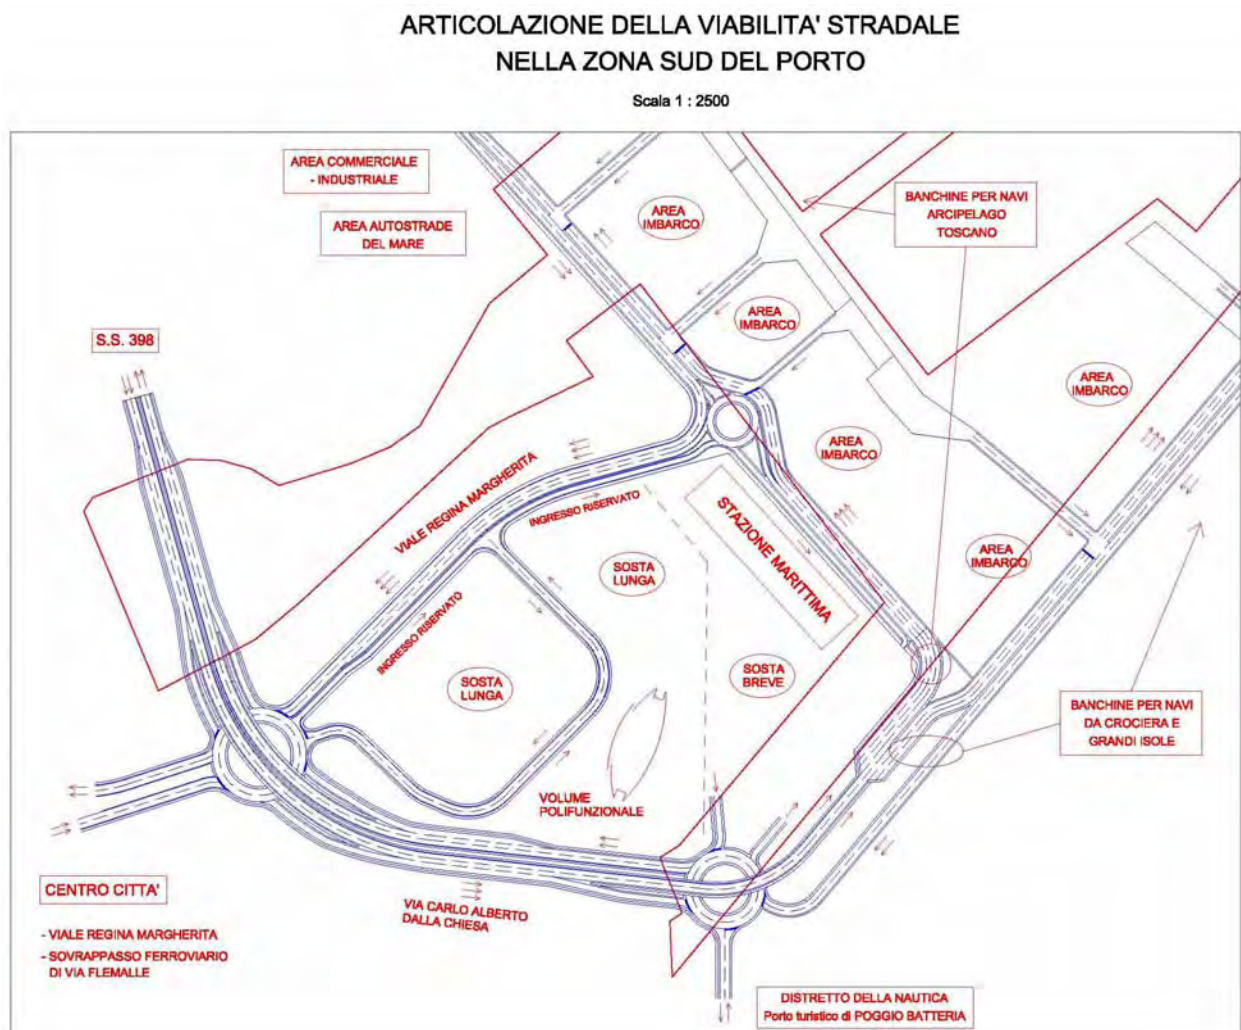 ARTICOLAZIONE DELLA VIABILITA' STRADALE
NELLA ZONA SUD DEL PORTO
Scala 1 : 2500
AREA COMMERCIALE
- INDUSTRIALE
AREA AUTOSTRADE
DEL MARE
AREA
IMBARCO
BANCHINE PER NAVI
ARCIPELAGO
TOSCANO
AREA
IMBARCO
S.S. 398
AREA
IMBARCO
AREA
IMBARCO
VIALE REGINA MARGHERITA
INGRESSO RISERVATO
STAZIONE MARITTIMA
AREA
IMBARCO
SOSTA
LUNGA
INGRESSO RISERVATO
SOSTA
LUNGA
SOSTA
BREVE
BANCHINE PER NAVI
DA CROCIERA E
GRANDI ISOLE
VOLUME
POLIFUNZIONALE
CENTRO CITTA'
- VIALE REGINA MARGHERITA
- SOVRAPPASSO FERROVIARIO
DI VIA FLEMALLE
VIA CARLO ALBERTO
DALLA CHIESA
DISTRETTO DELLA NAUTICA
Porto turistico di POGGIO BATTERIA